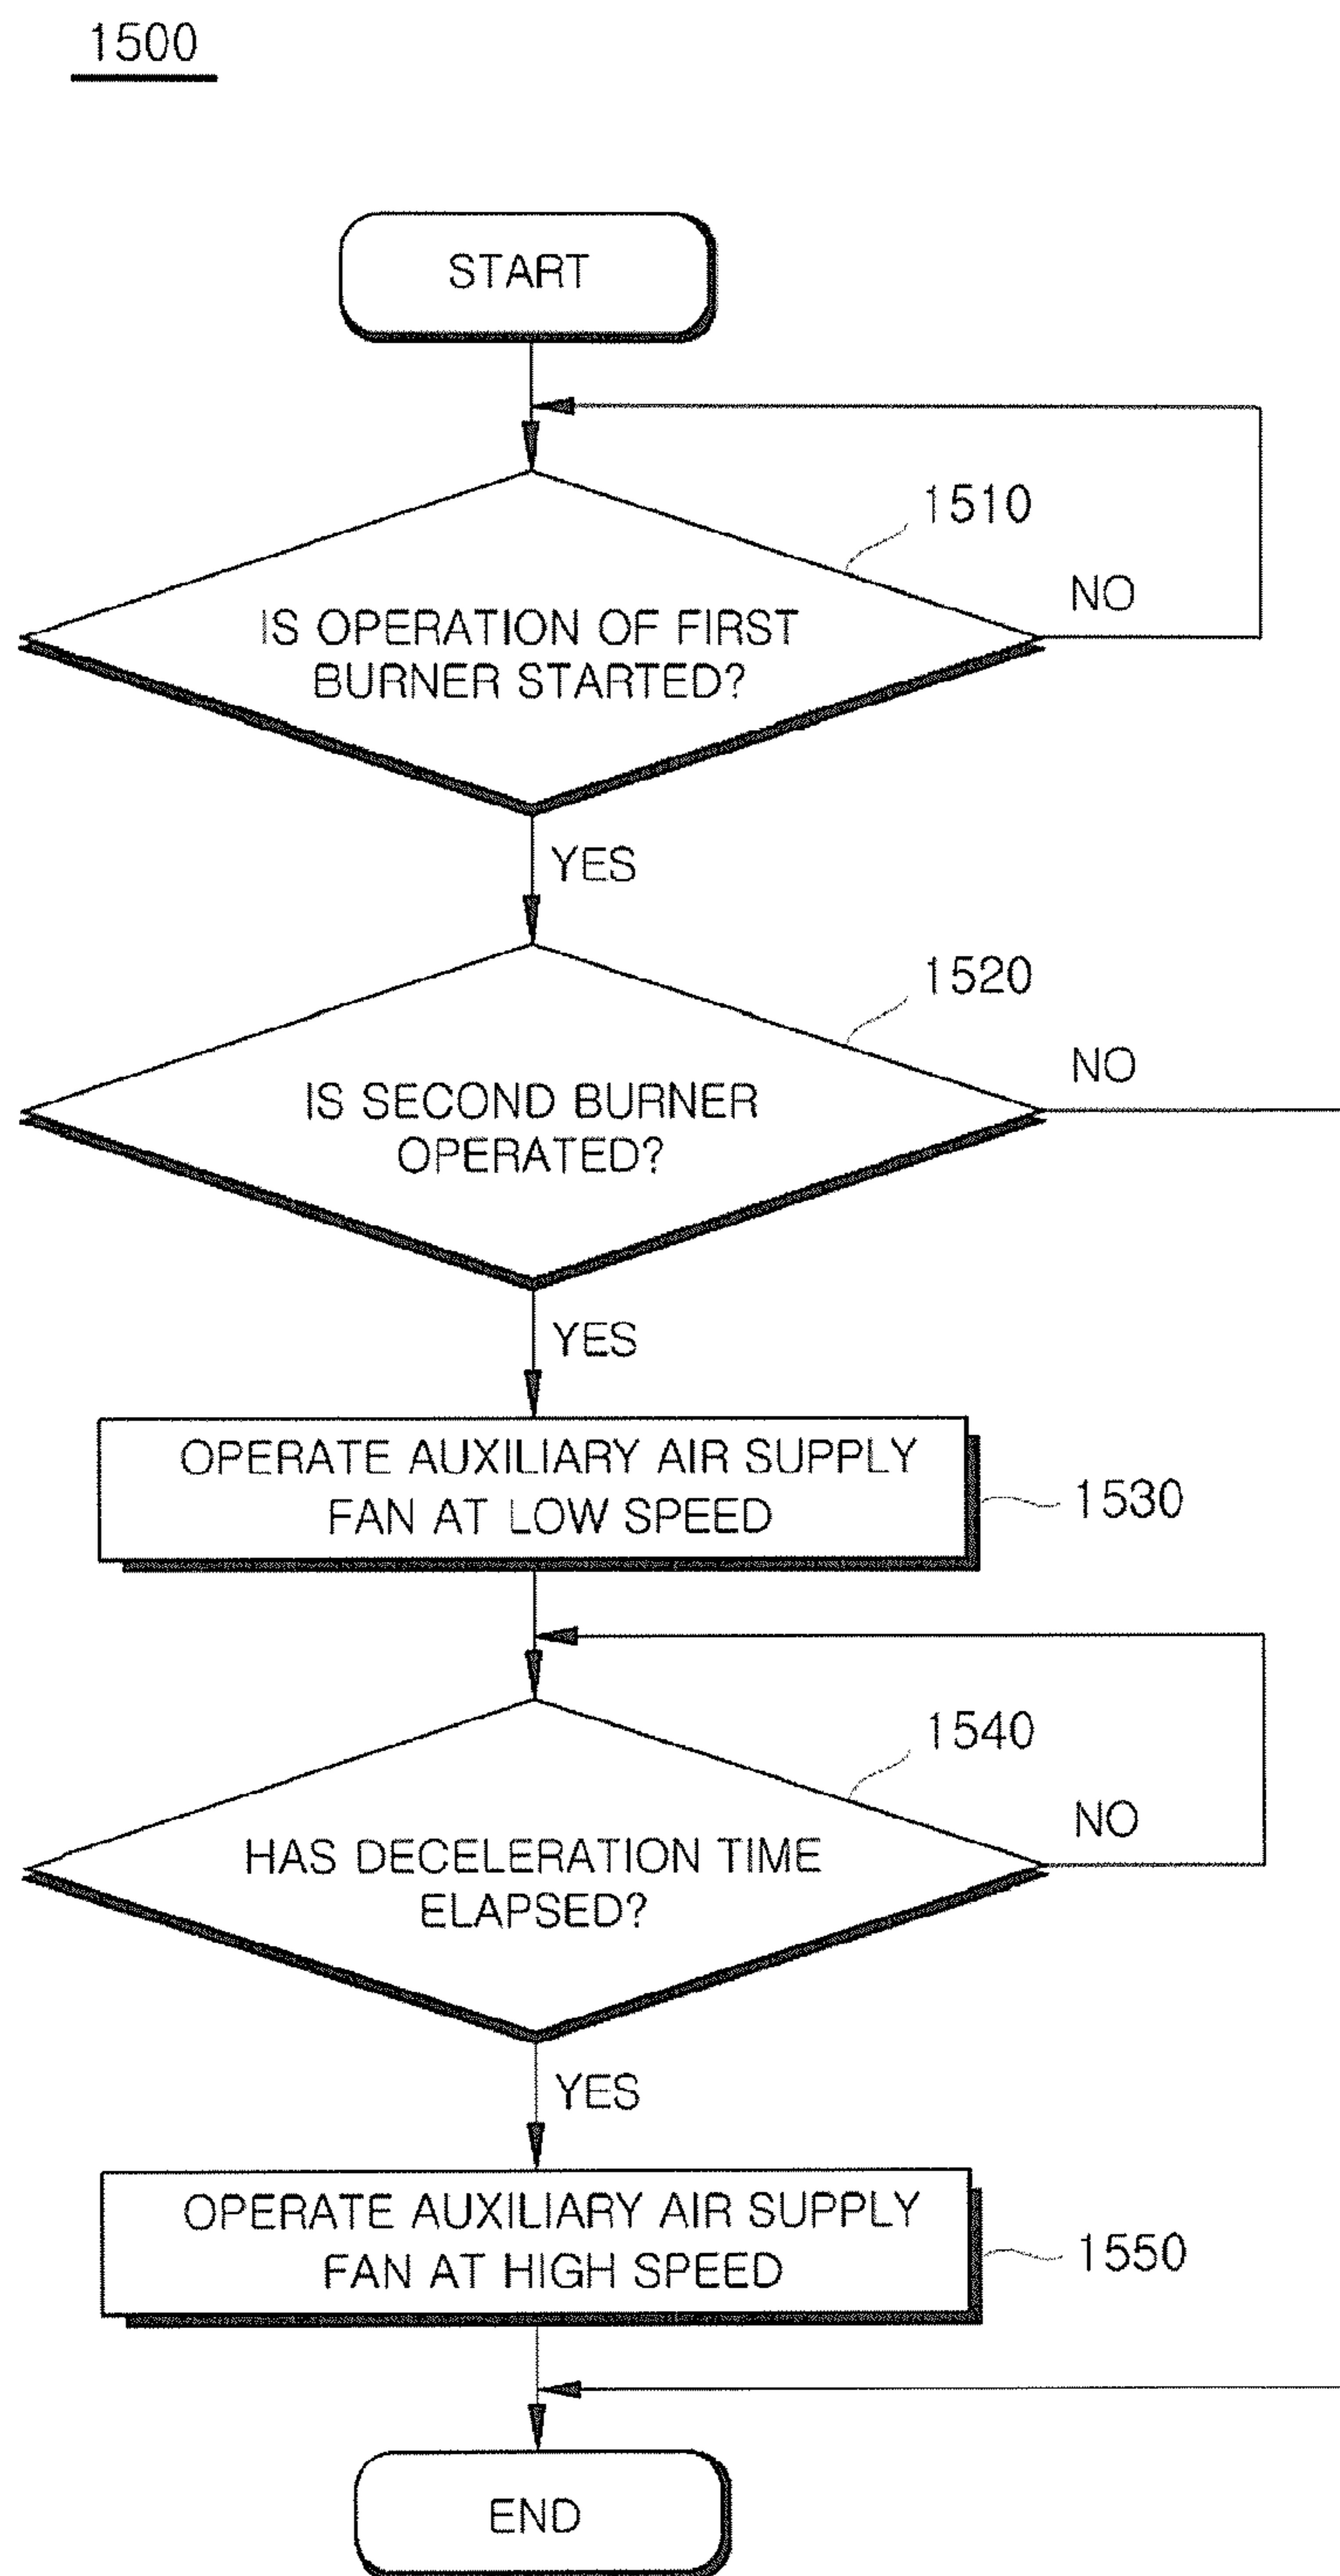 1500
START
1510
NO
IS OPERATION OF FIRST
BURNER STARTED?
YES
1520
NO
IS SECOND BURNER
OPERATED?
YES
OPERATE AUXILIARY AIR SUPPLY
FAN AT LOW SPEED
1530
1540
NO
HAS DECELERATION TIME
ELAPSED?
YES
OPERATE AUXILIARY AIR SUPPLY
FAN AT HIGH SPEED
1550
END